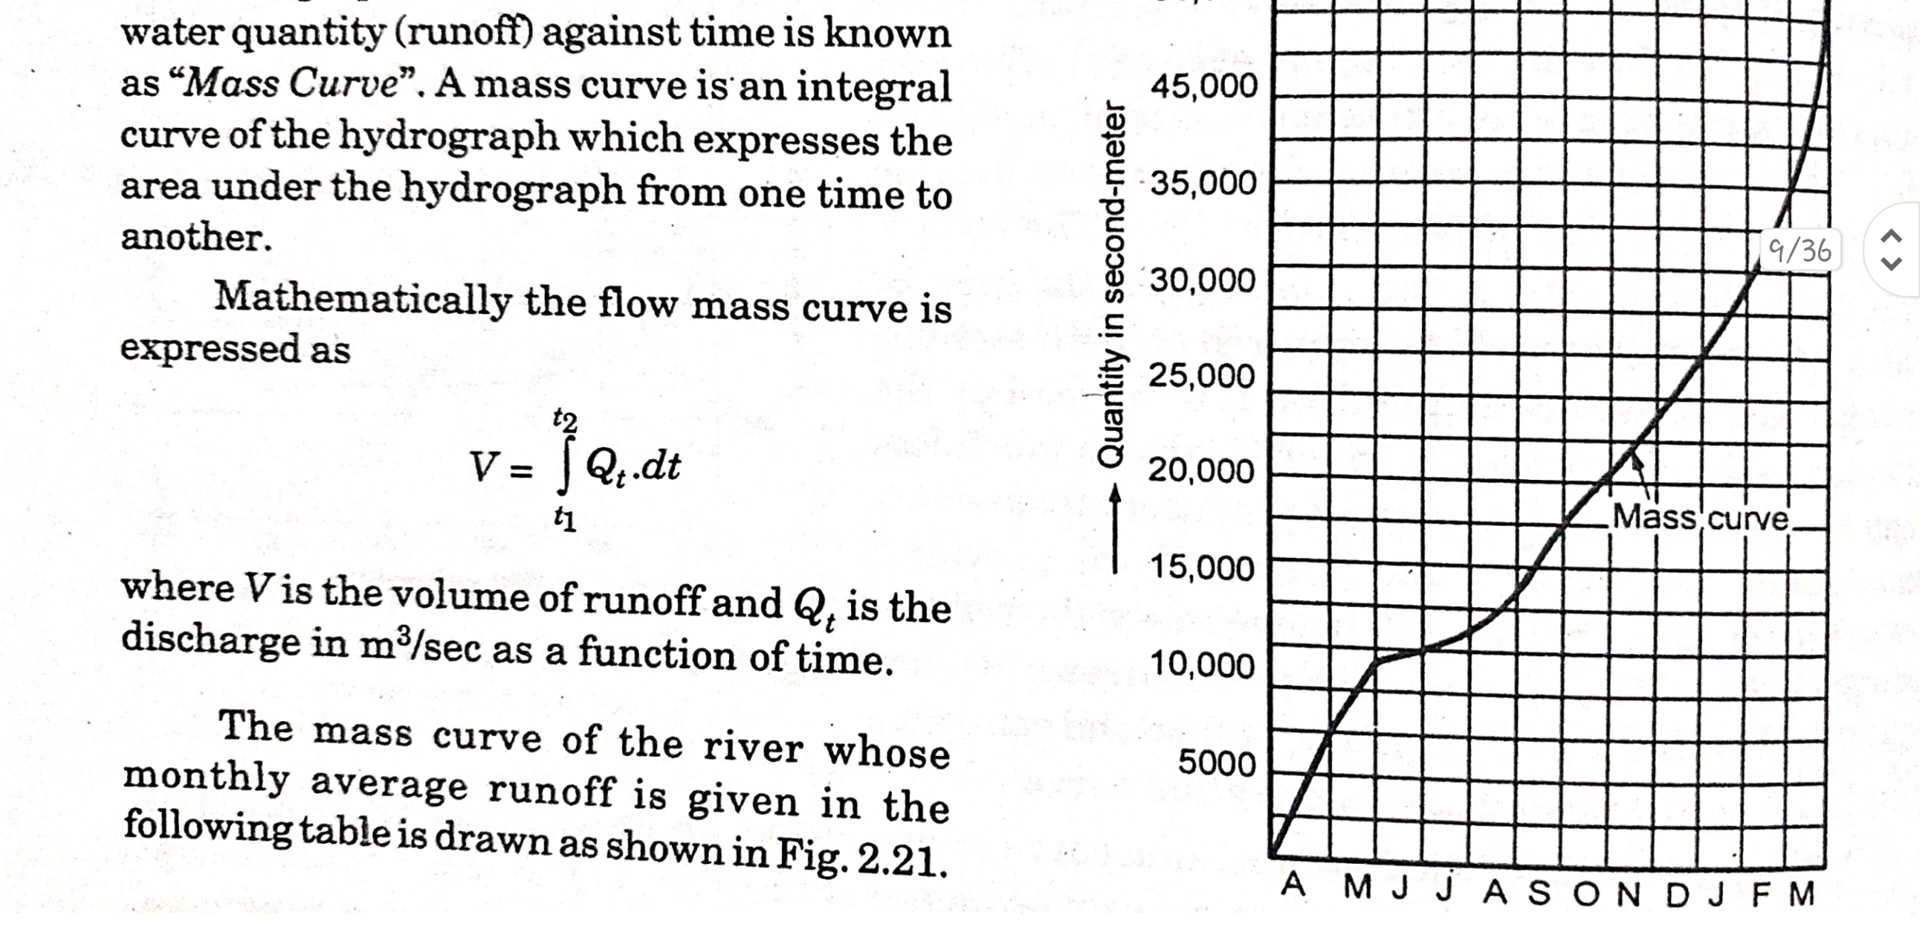 water quantity (runoff) against time is known
as “Mass Curve”. A mass curve is an integral
curve of the hydrograph which expresses the
area under the hydrograph from one time to
another.
Mathematically the flow mass curve is
expressed as
t2
V = ∫ Qt.dt
t1
where V is the volume of runoff and Qt is the
discharge in m³/sec as a function of time.
The mass curve of the river whose
monthly average runoff is given in the
following table is drawn as shown in Fig. 2.21.
Quantity in second-meter
45,000
35,000
30,000
25,000
20,000
15,000
10,000
5000
Mass curve
A M J J A S O N D J F M
9/36